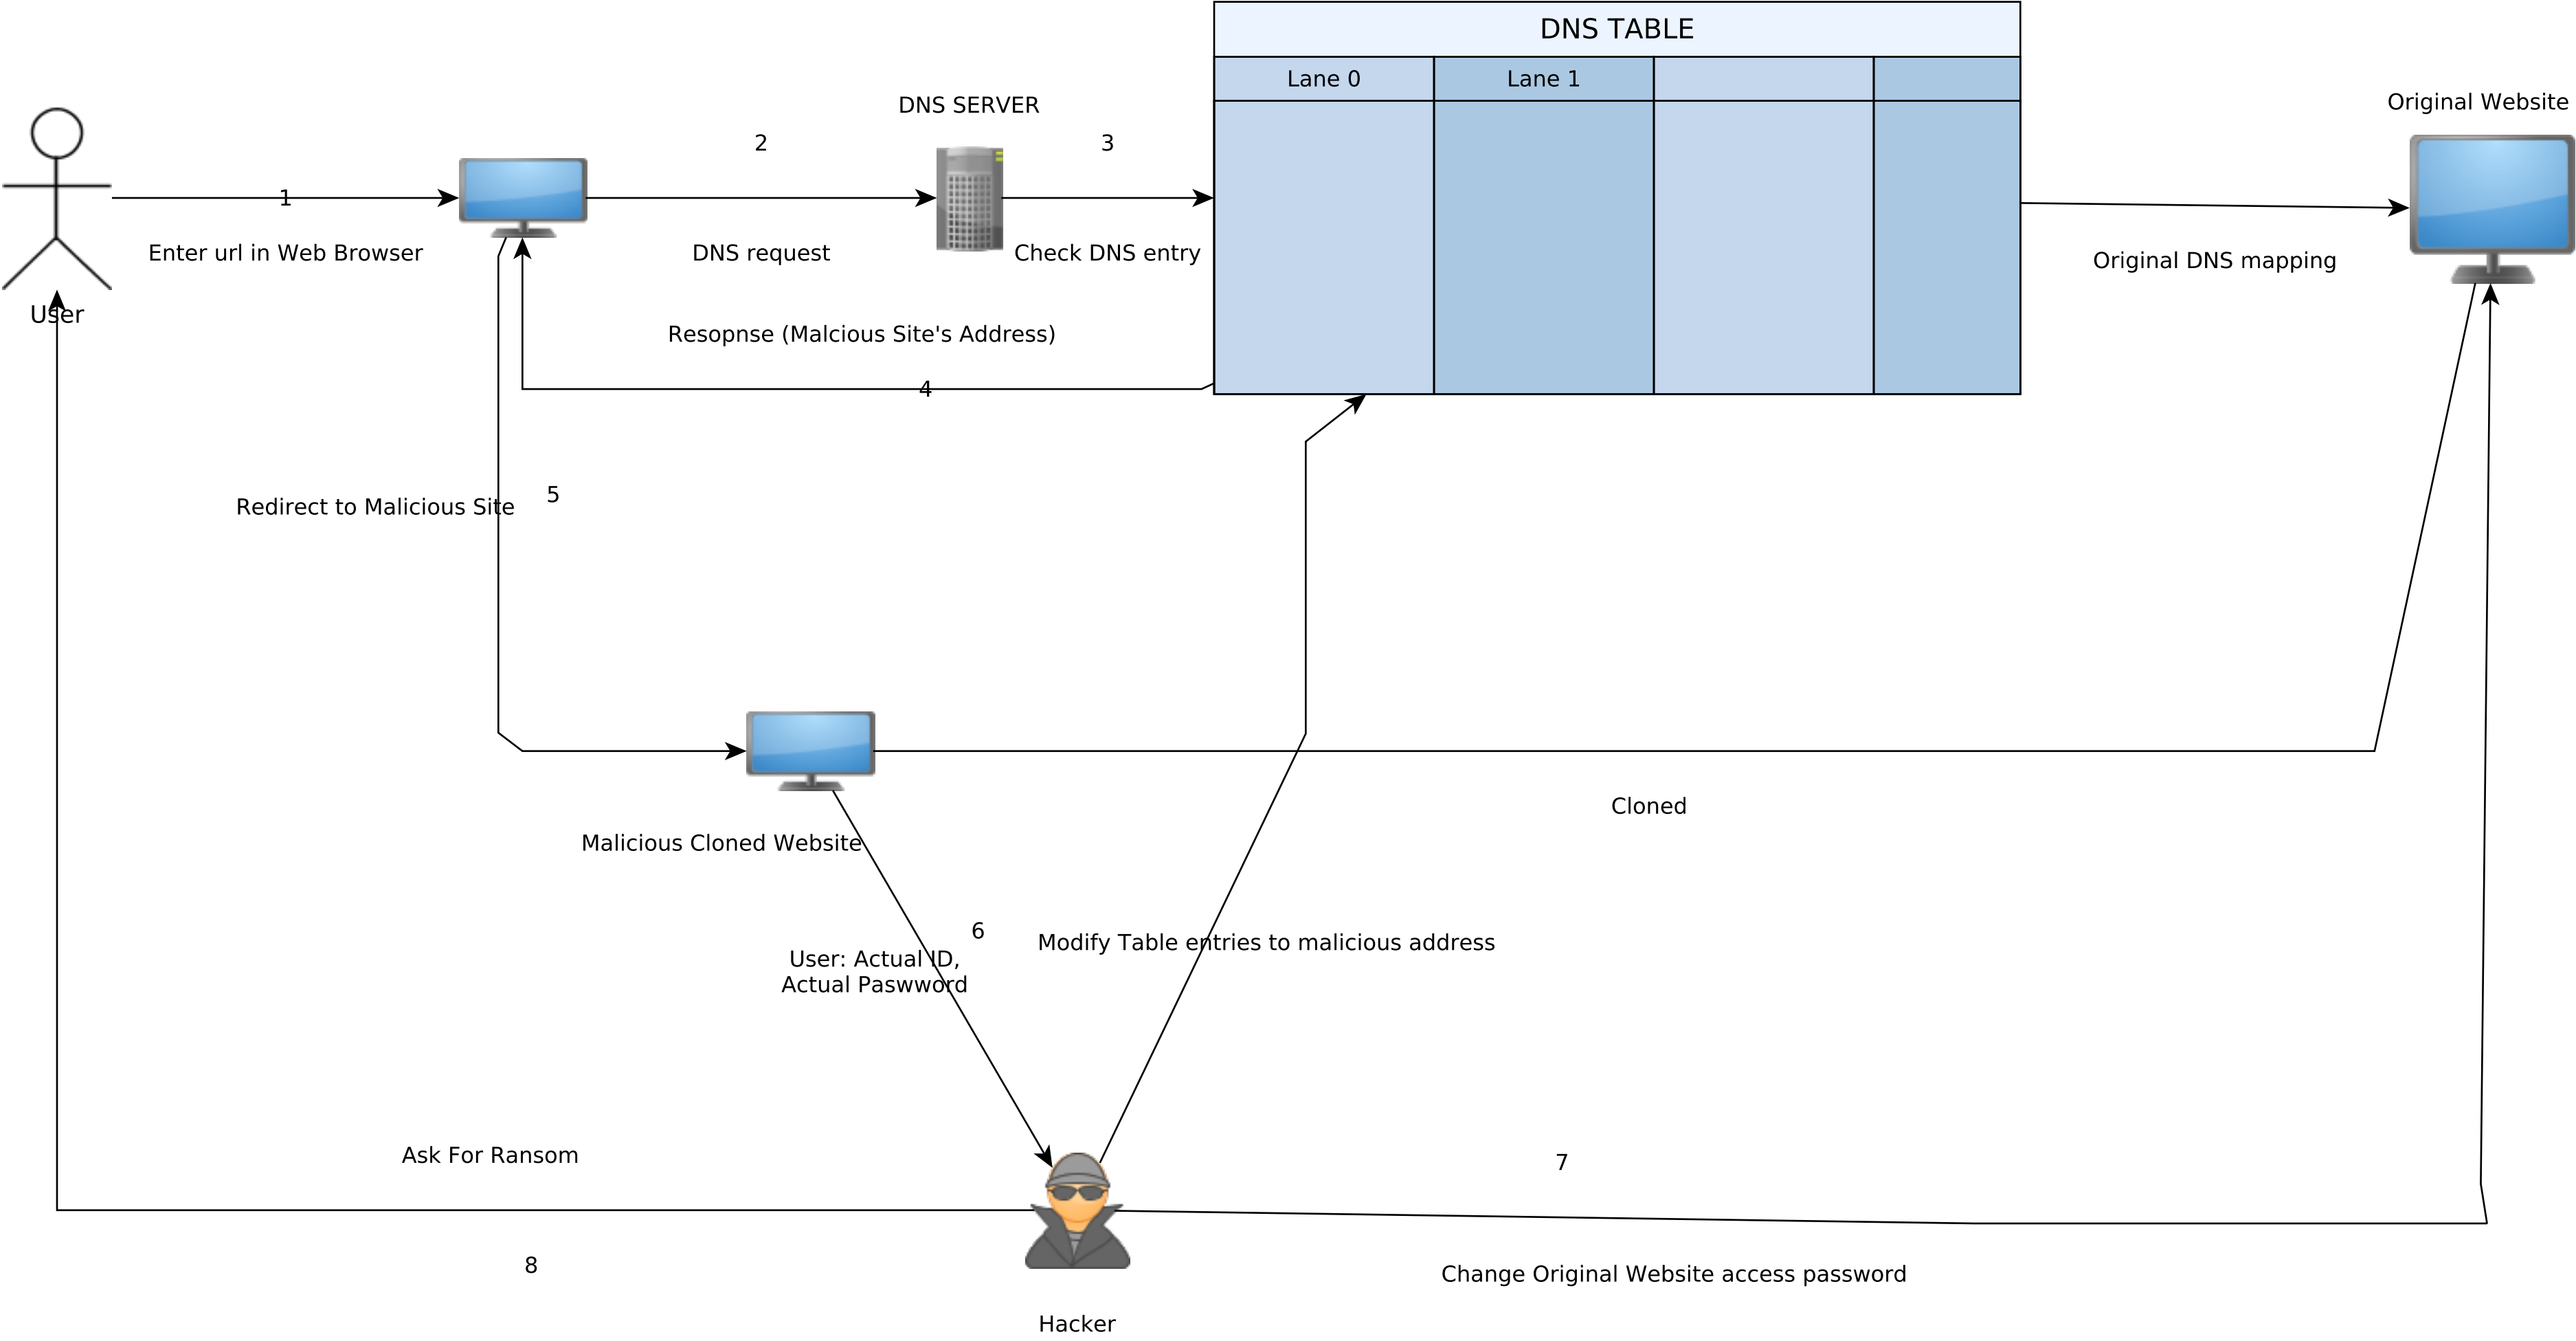 DNS TABLE
Lane 0
Lane 1
DNS SERVER
Original Website
2
3
1
Enter url in Web Browser
DNS request
Check DNS entry
Original DNS mapping
User
Resopnse (Malcious Site's Address)
4
Redirect to Malicious Site
5
Cloned
Malicious Cloned Website
6
Modify Table entries to malicious address
User: Actual ID,
Actual Paswword
Ask For Ransom
7
8
Change Original Website access password
Hacker